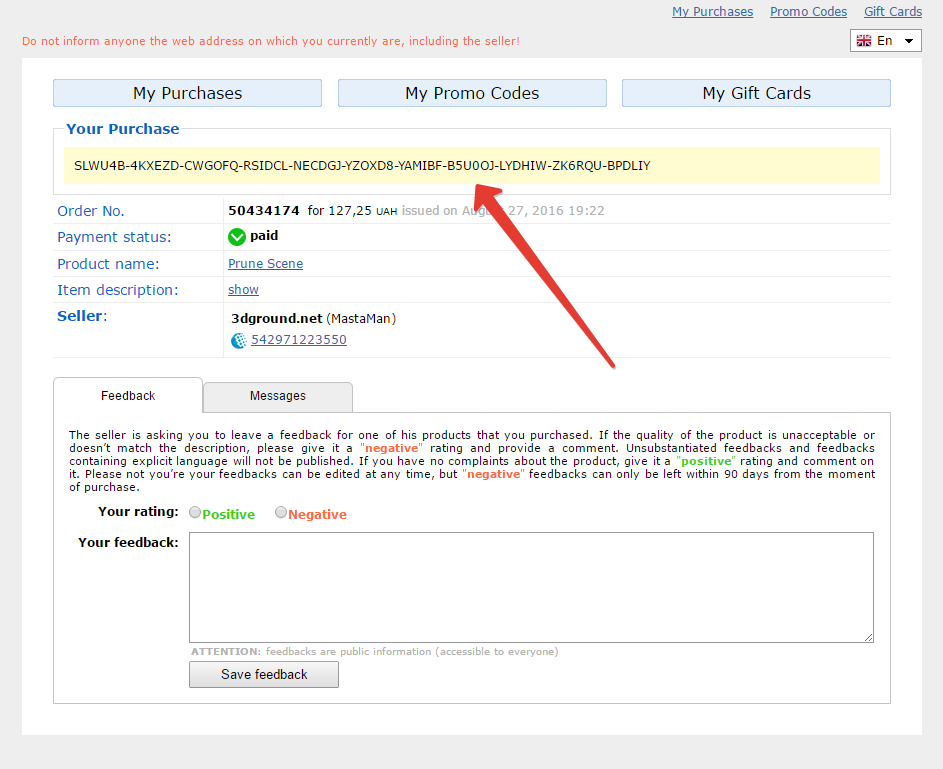 My Purchases Promo Codes Gift Cards
Do not inform anyone the web address on which you currently are, including the seller!
En
My Purchases My Promo Codes My Gift Cards
Your Purchase
SLWU4B-4KXEZD-CWGOFQ-RSIDCL-NECDGJ-YZOXD8-YAMIBF-B5U0OJ-LYDHIW-ZK6RQU-BPDLIY
Order No. 50434174 for 127,25 UAH issued on August 27, 2016 19:22
Payment status: paid
Product name: Prune Scene
Item description: show
Seller: 3dground.net (MastaMan)
542971223550
Feedback Messages
The seller is asking you to leave a feedback for one of his products that you purchased. If the quality of the product is unacceptable or
doesn't match the description, please give it a "negative" rating and provide a comment. Unsubstantiated feedbacks and feedbacks
containing explicit language will not be published. If you have no complaints about the product, give it a "positive" rating and comment on
it. Please not you're your feedbacks can be edited at any time, but "negative" feedbacks can only be left within 90 days from the moment
of purchase.
Your rating: Positive Negative
Your feedback:
ATTENTION: feedbacks are public information (accessible to everyone)
Save feedback